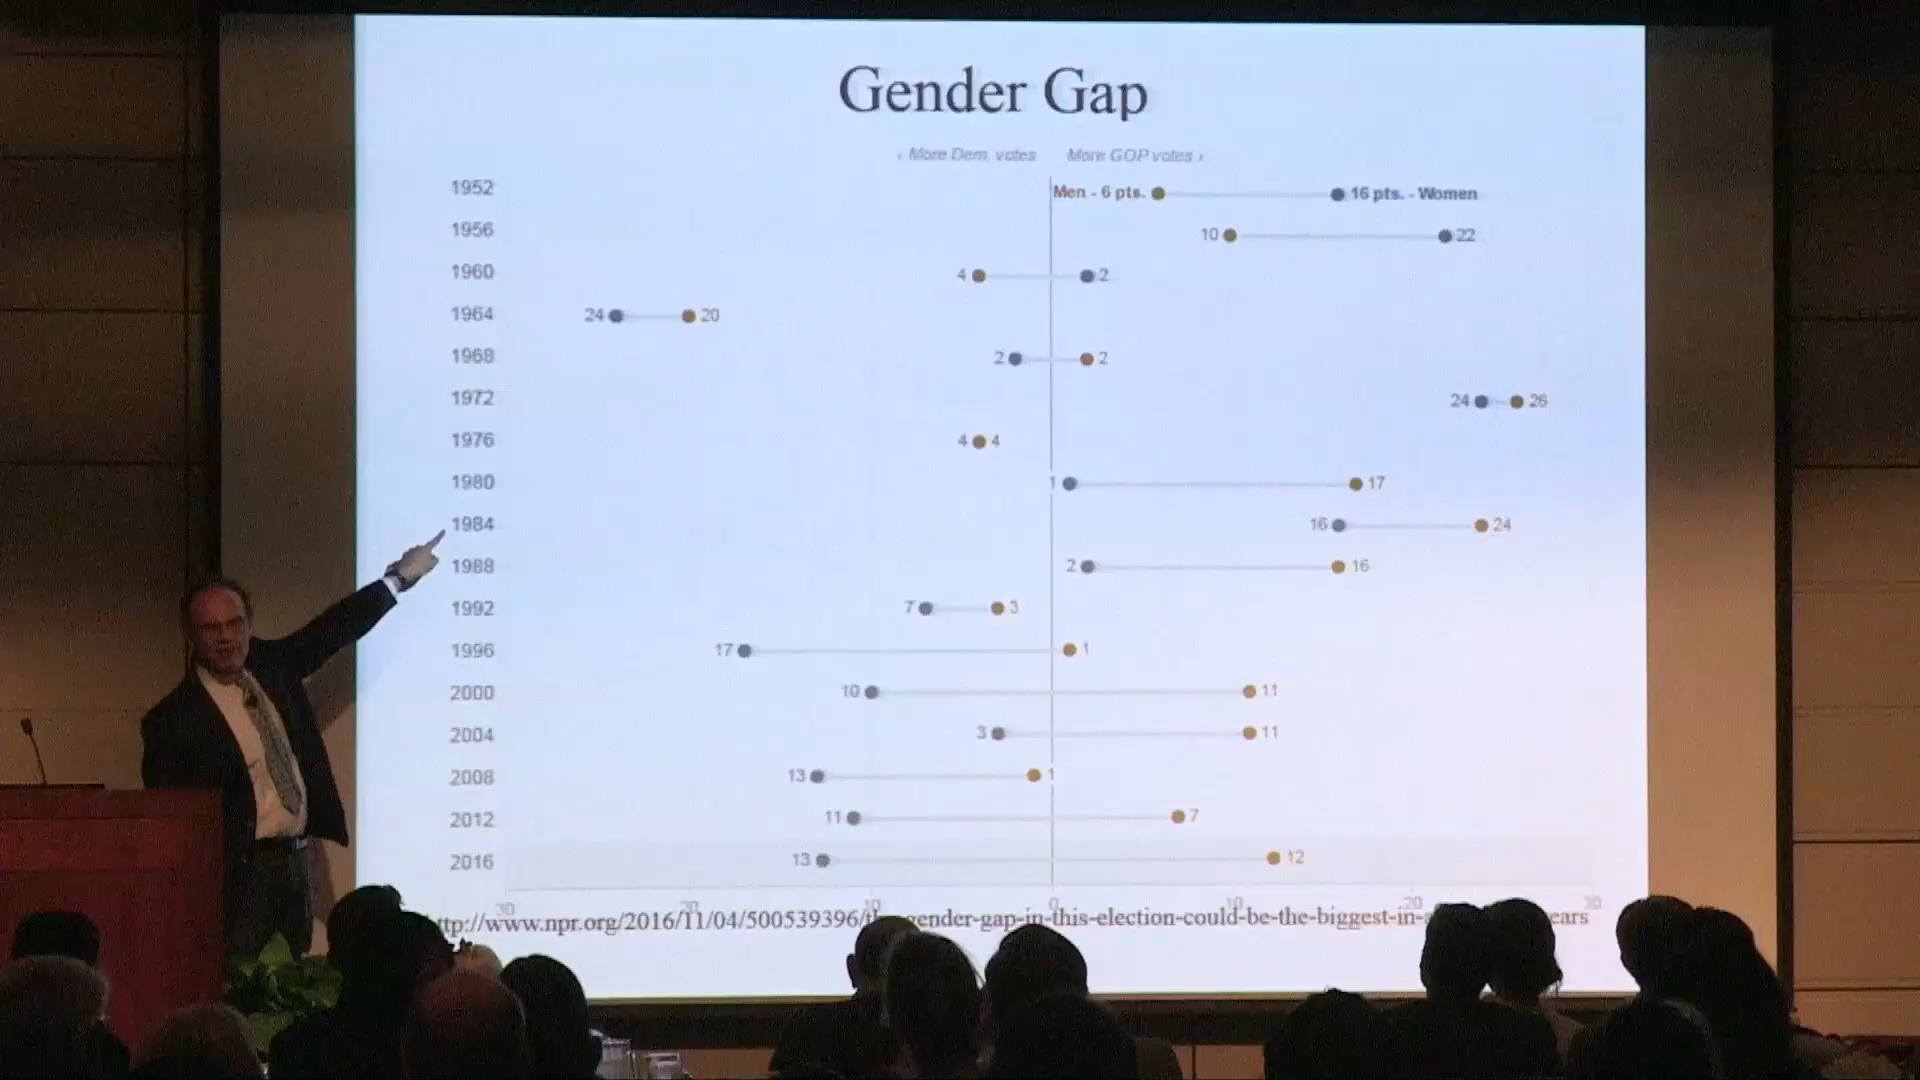 Gender Gap
‹ More Dem. votes More GOP votes ›
1952 Men - 6 pts. 16 pts. - Women
1956 10 22
1960 4 2
1964 24 20
1968 2 2
1972 24 26
1976 4 4
1980 1 17
1984 16 24
1988 2 16
1992 7 3
1996 17 1
2000 10 11
2004 3 11
2008 13 1
2012 11 7
2016 13 12
30 20 10 0 10 20 30
ttp://www.npr.org/2016/11/04/500539396/th gender-gap-in-this-election-could-be-the-biggest-in-a ears